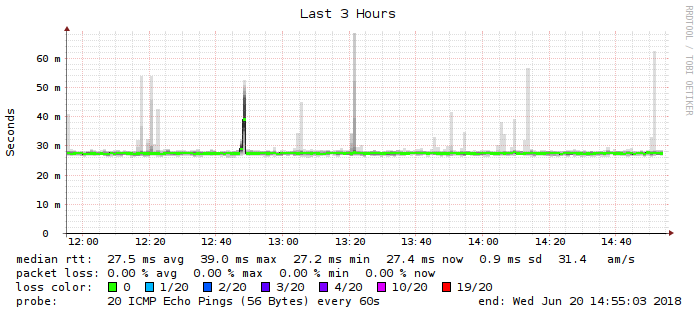 Last 3 Hours
RRDTOOL / TOBI OETIKER
Seconds
60 m
50 m
40 m
30 m
20 m
10 m
0
12:00 12:20 12:40 13:00 13:20 13:40 14:00 14:20 14:40
median rtt: 27.5 ms avg 39.0 ms max 27.2 ms min 27.4 ms now 0.9 ms sd 31.4 am/s
packet loss: 0.00 % avg 0.00 % max 0.00 % min 0.00 % now
loss color: 0 1/20 2/20 3/20 4/20 10/20 19/20
probe: 20 ICMP Echo Pings (56 Bytes) every 60s end: Wed Jun 20 14:55:03 2018